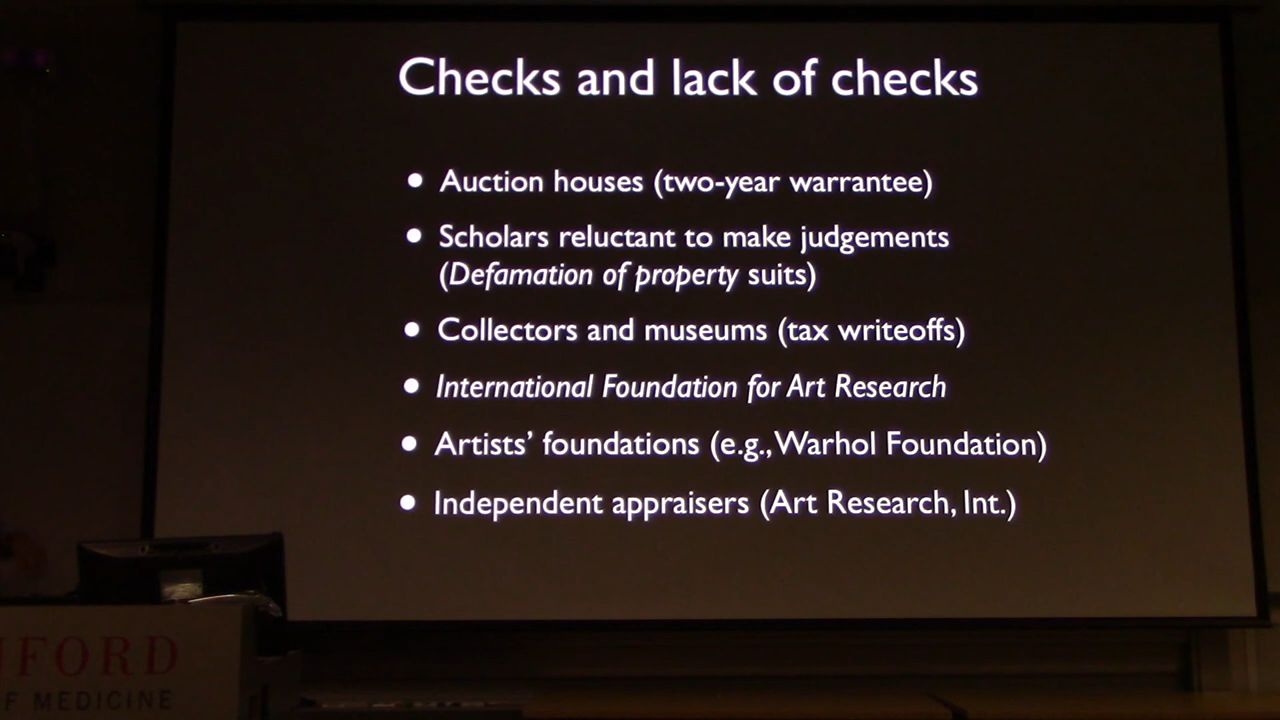 Checks and lack of checks
• Auction houses (two-year warrantee)
• Scholars reluctant to make judgements
(Defamation of property suits)
• Collectors and museums (tax writeoffs)
• International Foundation for Art Research
• Artists’ foundations (e.g., Warhol Foundation)
• Independent appraisers (Art Research, Int.)
NFORD
F MEDICINE